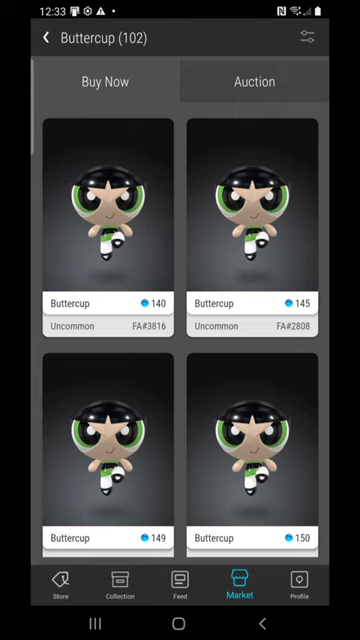 12:33
Buttercup (102)
Buy Now
Auction
Buttercup 140
Buttercup 145
Uncommon FA#3816
Uncommon FA#2808
Buttercup 149
Buttercup 150
Store
Collection
Feed
Market
Profile